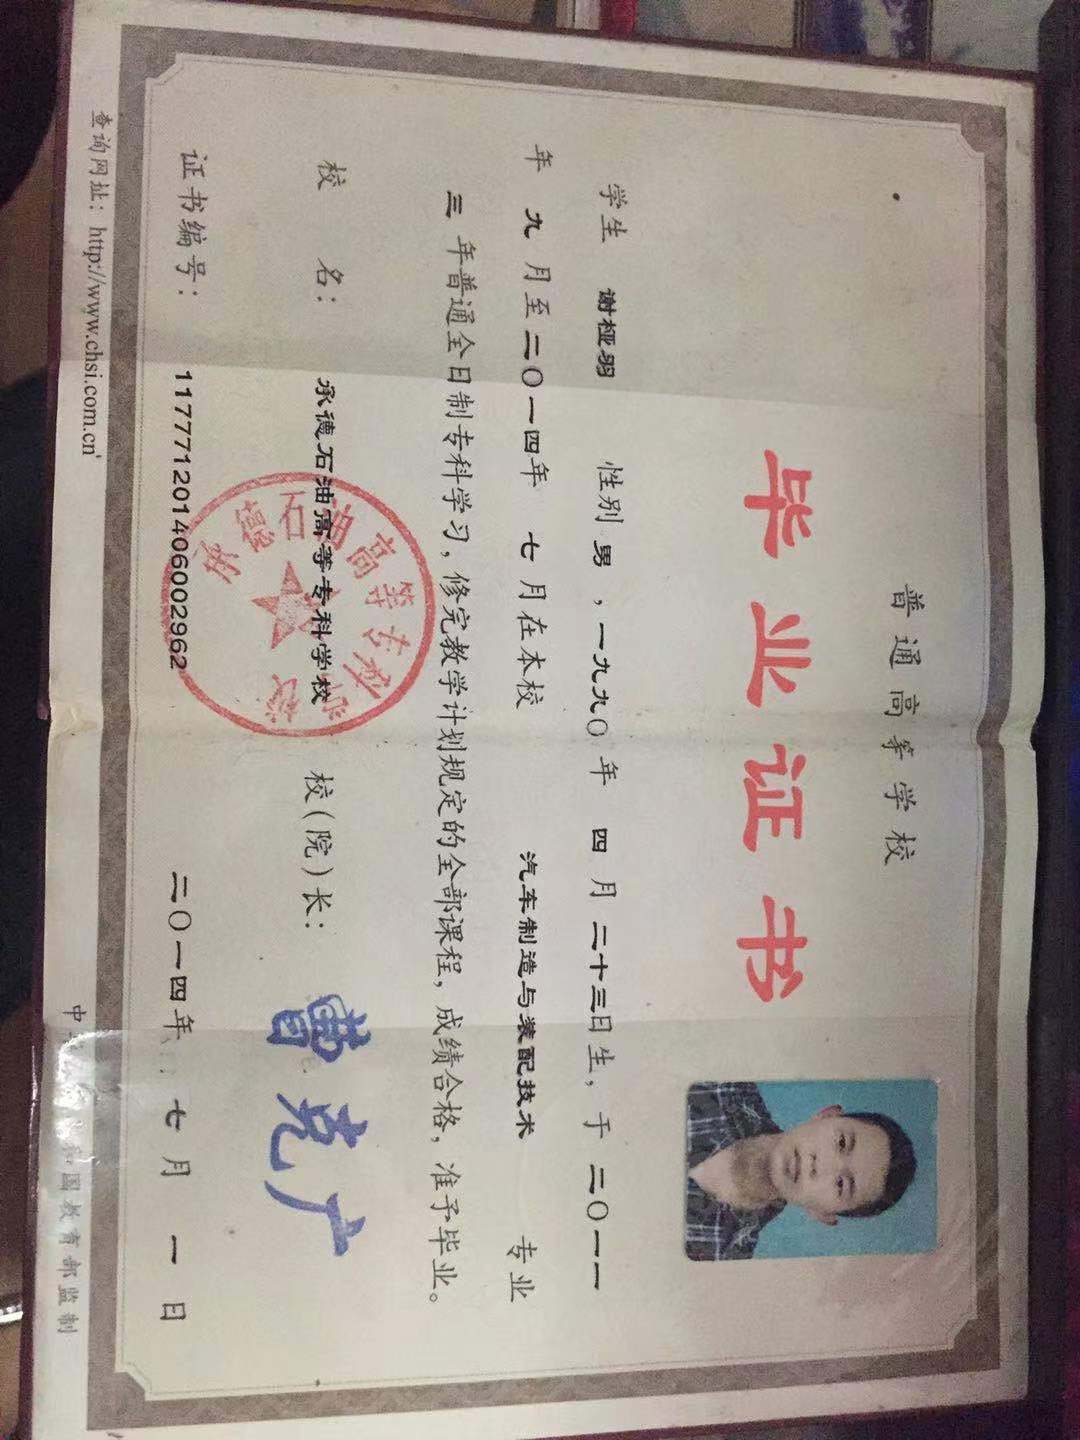 普通高等学校
毕业证书
学生 谢桠羽 性别 男 , 一九九〇 年 四 月 二十三日生, 于 二〇一一
年 九 月至二〇一四年 七 月在本校 汽车制造与装配技术 专业
三 年普通全日制专科学习, 修完教学计划规定的全部课程, 成绩合格, 准予毕业。
校 名: 承德石油高等专科学校 校(院)长: 曹克广
承德石油高等专科学校
证书编号: 117771201406002962 二〇一四年 七 月 一 日
查询网址: http://www.chsi.com.cn 中 和国教育部监制